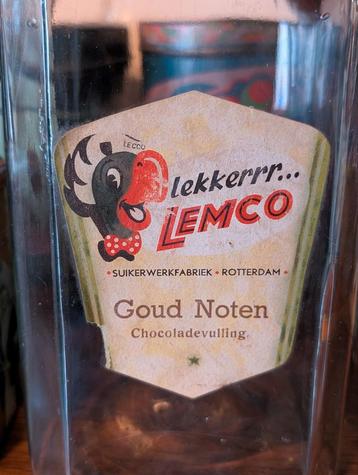 LECCO
lekkerrr...
LEMCO
• SUIKERWERKFABRIEK • ROTTERDAM •
Goud Noten
Chocoladevulling.